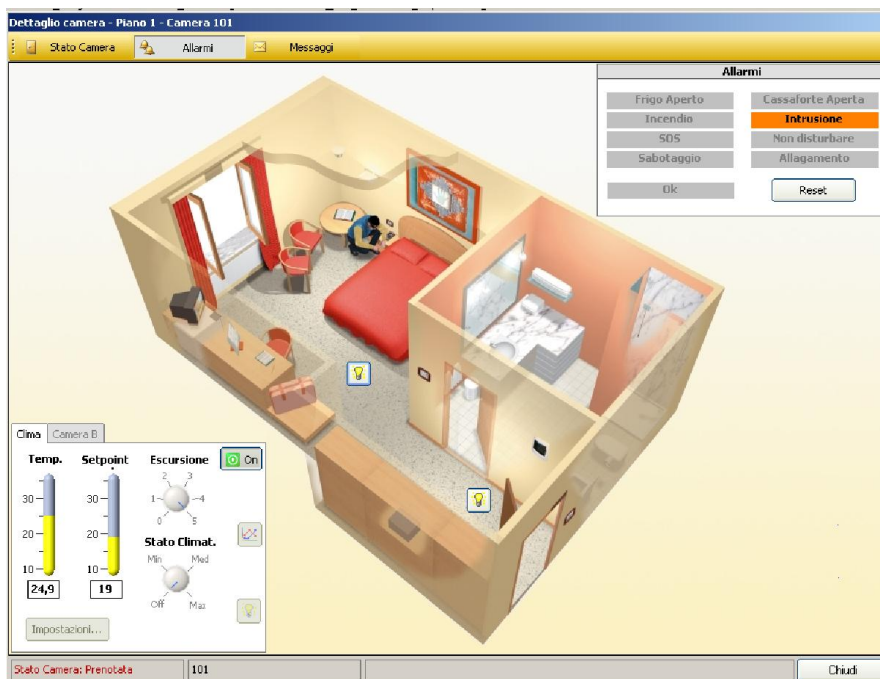 Dettaglio camera - Piano 1 - Camera 101
Stato Camera Allarmi Messaggi
Allarmi
Frigo Aperto Cassaforte Aperta
Incendio Intrusione
SOS Non disturbare
Sabotaggio Allagamento
Ok Reset
Clima Camera B
Temp. Setpoint Escursione On
2 3
30 30 1 4
0 5
20 20
Stato Climat.
Min Med
10 10
24,9 19
Off Max
Impostazioni...
Stato Camera: Prenotata 101 Chiudi